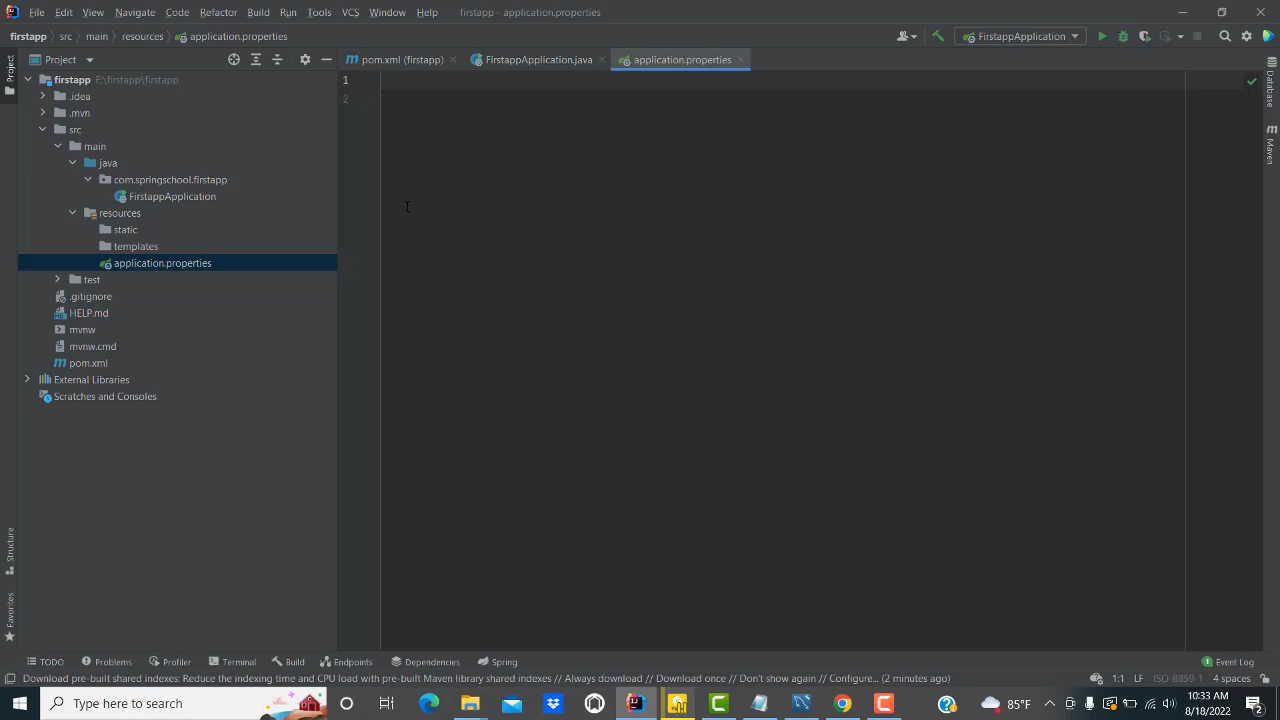 File Edit View Navigate Code Refactor Build Run Tools VCS Window Help firstapp - application.properties
firstapp src main resources application.properties FirstappApplication
Project Project pom.xml (firstapp) FirstappApplication.java application.properties
firstapp E:\firstapp\firstapp 1
.idea 2
.mvn
src
main
java
com.springschool.firstapp
FirstappApplication
resources
static
templates
application.properties
test
.gitignore
HELP.md
mvnw
mvnw.cmd
pom.xml
External Libraries
Scratches and Consoles
Database
Maven
Structure
Favorites
TODO Problems Profiler Terminal Build Endpoints Dependencies Spring Event Log
Download pre-built shared indexes: Reduce the indexing time and CPU load with pre-built Maven library shared indexes // Always download // Download once // Don't show again // Configure... (2 minutes ago) 1:1 LF ISO-8859-1 4 spaces
Type here to search 85°F 10:33 AM
8/18/2022 2